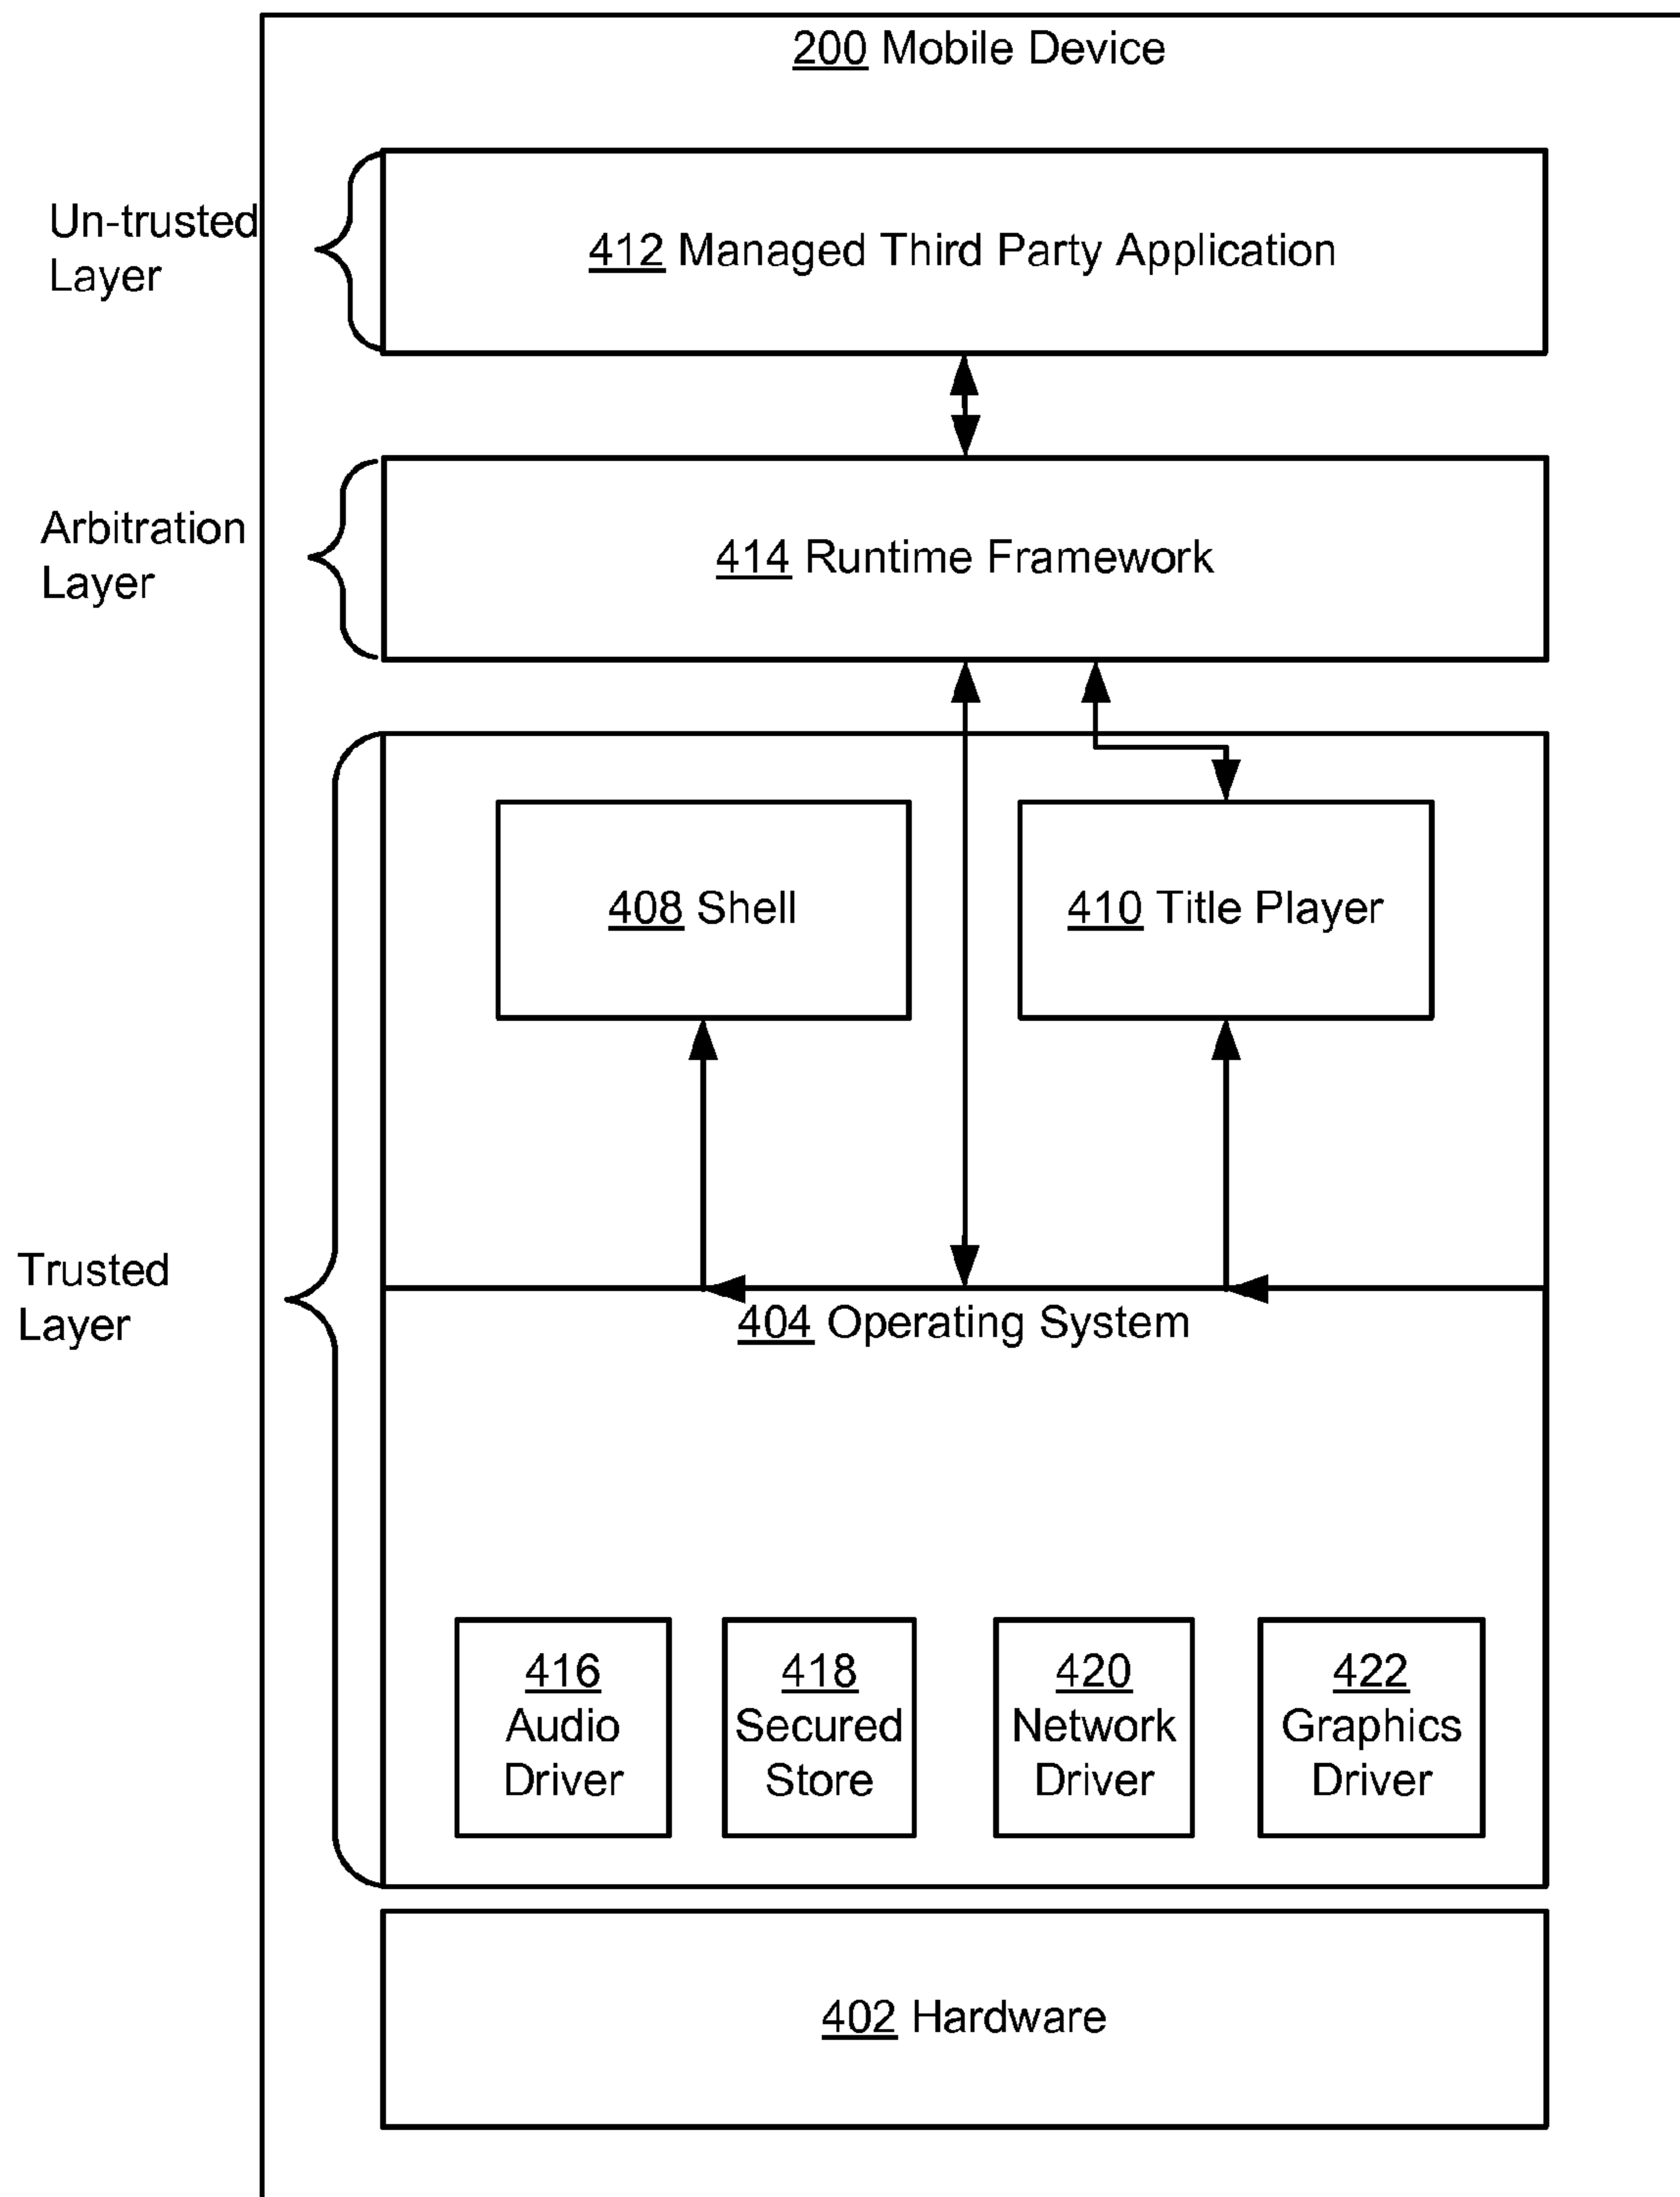 200 Mobile Device
Un-trusted
Layer
412 Managed Third Party Application
Arbitration
Layer
414 Runtime Framework
408 Shell
410 Title Player
Trusted
Layer
404 Operating System
416
Audio
Driver
418
Secured
Store
420
Network
Driver
422
Graphics
Driver
402 Hardware